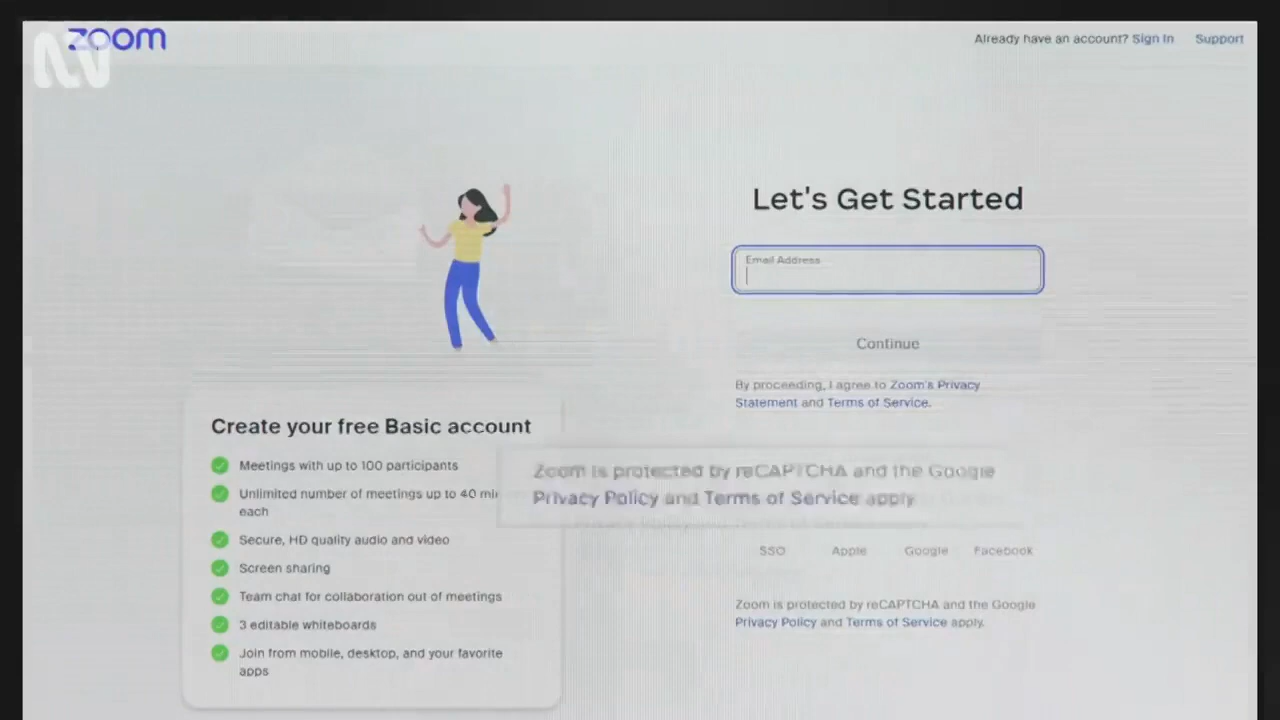 zoom
Already have an account? Sign In Support
Let's Get Started
Email Address
Continue
By proceeding, I agree to Zoom's Privacy
Statement and Terms of Service.
Create your free Basic account
Meetings with up to 100 participants
Unlimited number of meetings up to 40 min
each
Secure, HD quality audio and video
Screen sharing
Team chat for collaboration out of meetings
3 editable whiteboards
Join from mobile, desktop, and your favorite
apps
Zoom is protected by reCAPTCHA and the Google
Privacy Policy and Terms of Service apply
SSO Apple Google Facebook
Zoom is protected by reCAPTCHA and the Google
Privacy Policy and Terms of Service apply.